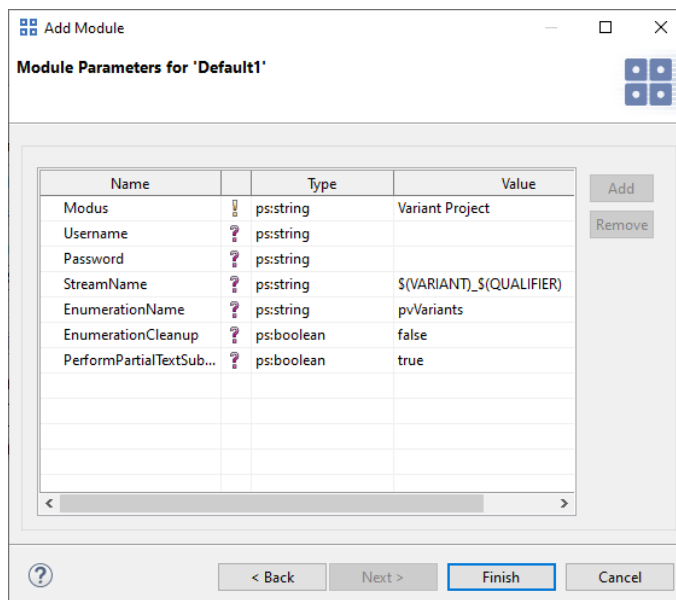 Add Module
Module Parameters for 'Default1'
Name Type Value
Modus ps:string Variant Project
Username ps:string
Password ps:string
StreamName ps:string $(VARIANT)_$(QUALIFIER)
EnumerationName ps:string pvVariants
EnumerationCleanup ps:boolean false
PerformPartialTextSub... ps:boolean true
Add
Remove
< Back Next > Finish Cancel